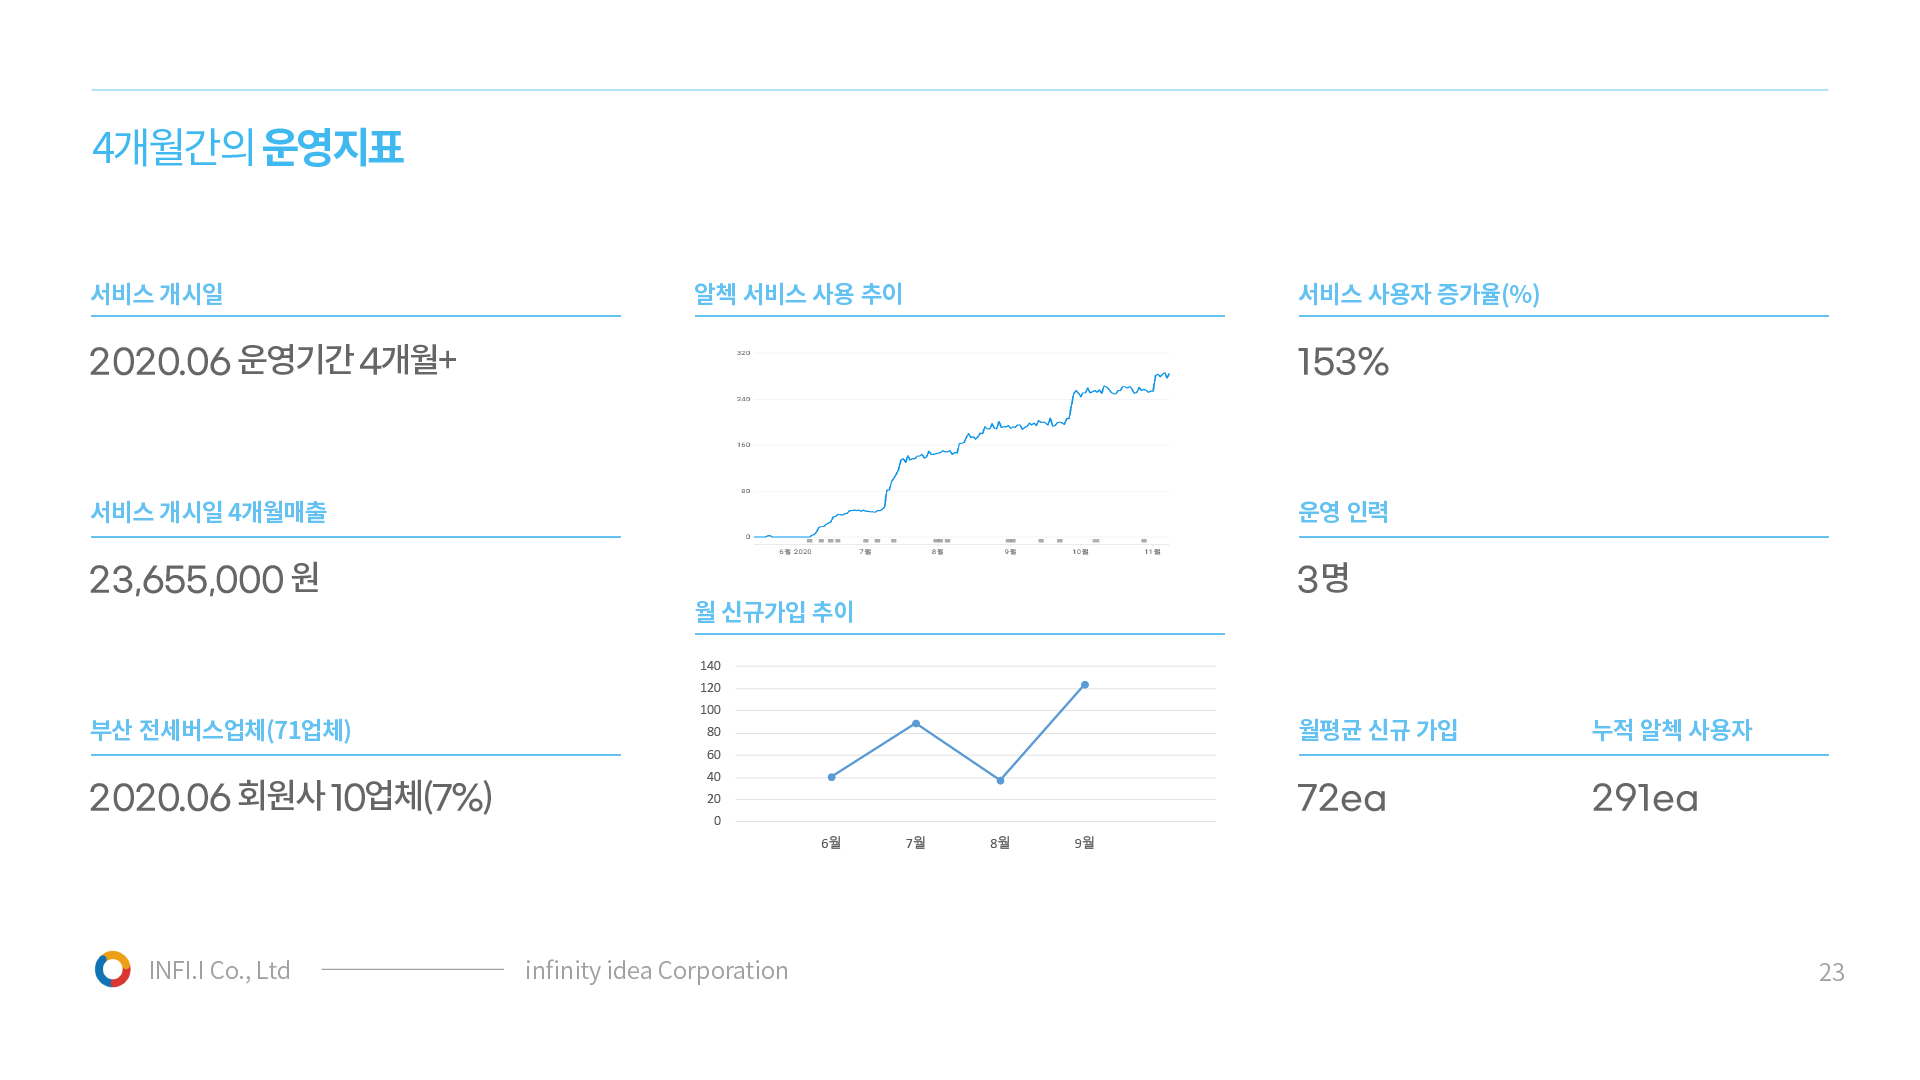 4개월간의 운영지표
서비스 개시일
2020.06 운영기간 4개월+
서비스 개시일 4개월매출
23,655,000 원
부산 전세버스업체(71업체)
2020.06 회원사 10업체(7%)
알첵 서비스 사용 추이
320
240
160
80
0
6월 2020 7월 8월 9월 10월 11월
월 신규가입 추이
140
120
100
80
60
40
20
0
6월 7월 8월 9월
서비스 사용자 증가율(%)
153%
운영 인력
3명
월평균 신규 가입 누적 알첵 사용자
72ea 291ea
INFI.I Co., Ltd infinity idea Corporation 23